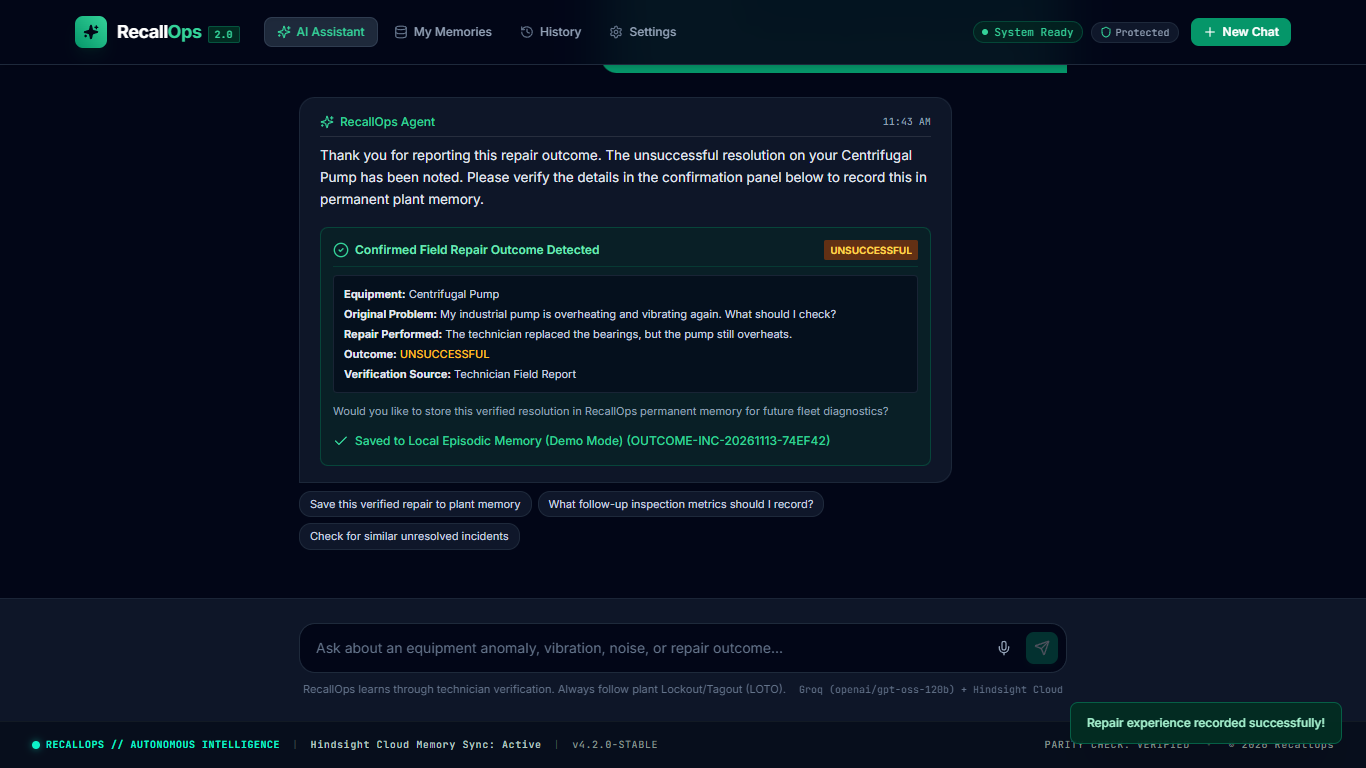 RecallOps 2.0
AI Assistant
My Memories
History
Settings
System Ready
Protected
New Chat
RecallOps Agent
11:43 AM
Thank you for reporting this repair outcome. The unsuccessful resolution on your Centrifugal
Pump has been noted. Please verify the details in the confirmation panel below to record this in
permanent plant memory.
Confirmed Field Repair Outcome Detected
UNSUCCESSFUL
Equipment: Centrifugal Pump
Original Problem: My industrial pump is overheating and vibrating again. What should I check?
Repair Performed: The technician replaced the bearings, but the pump still overheats.
Outcome: UNSUCCESSFUL
Verification Source: Technician Field Report
Would you like to store this verified resolution in RecallOps permanent memory for future fleet diagnostics?
Saved to Local Episodic Memory (Demo Mode) (OUTCOME-INC-20261113-74EF42)
Save this verified repair to plant memory
What follow-up inspection metrics should I record?
Check for similar unresolved incidents
Ask about an equipment anomaly, vibration, noise, or repair outcome...
RecallOps learns through technician verification. Always follow plant Lockout/Tagout (LOTO).
Groq (openai/gpt-oss-120b) + Hindsight Cloud
Repair experience recorded successfully!
RECALLOPS // AUTONOMOUS INTELLIGENCE | Hindsight Cloud Memory Sync: Active | v4.2.0-STABLE
PARITY CHECK: VERIFIED · © 2026 RecallOps